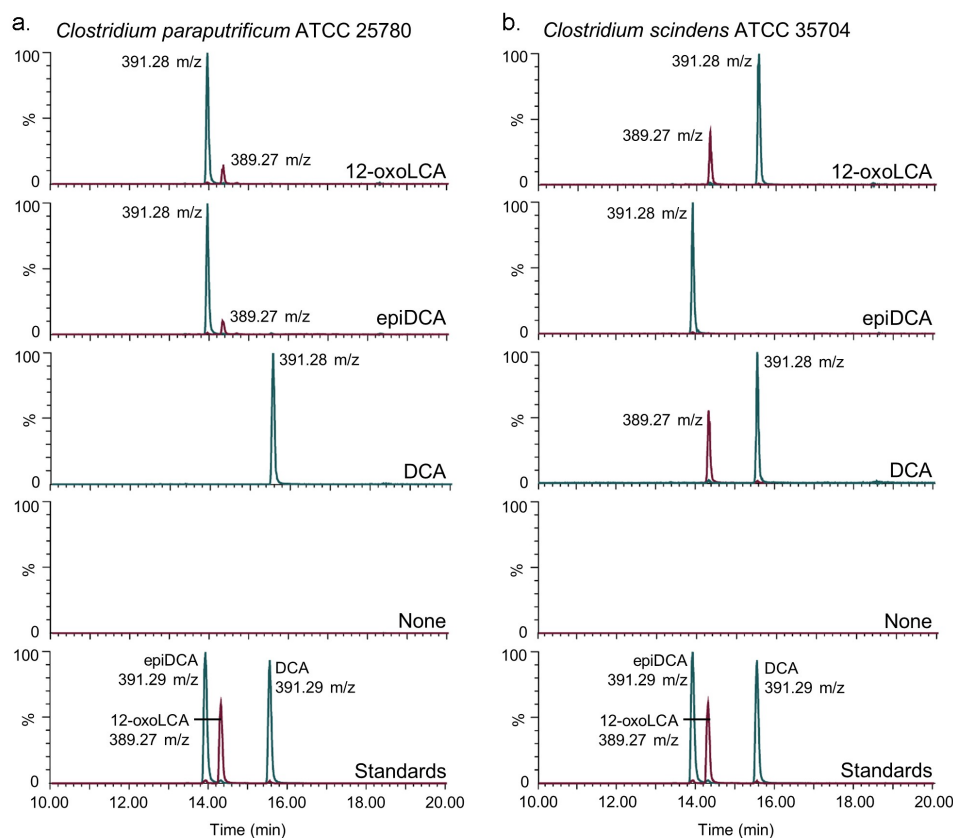 a.
Clostridium paraputrificum ATCC 25780
100
391.28 m/z
%
389.27 m/z
12-oxoLCA
0
100
391.28 m/z
%
389.27 m/z
epiDCA
0
100
391.28 m/z
%
DCA
0
100
%
None
0
100
epiDCA
391.29 m/z
DCA
391.29 m/z
%
12-oxoLCA
389.27 m/z
Standards
0
10.00 12.00 14.00 16.00 18.00 20.00
Time (min)
b.
Clostridium scindens ATCC 35704
100
391.28 m/z
%
389.27 m/z
12-oxoLCA
0
100
391.28 m/z
%
epiDCA
0
100
391.28 m/z
%
389.27 m/z
DCA
0
100
%
None
0
100
epiDCA
391.29 m/z
DCA
391.29 m/z
%
12-oxoLCA
389.27 m/z
Standards
0
10.00 12.00 14.00 16.00 18.00 20.00
Time (min)